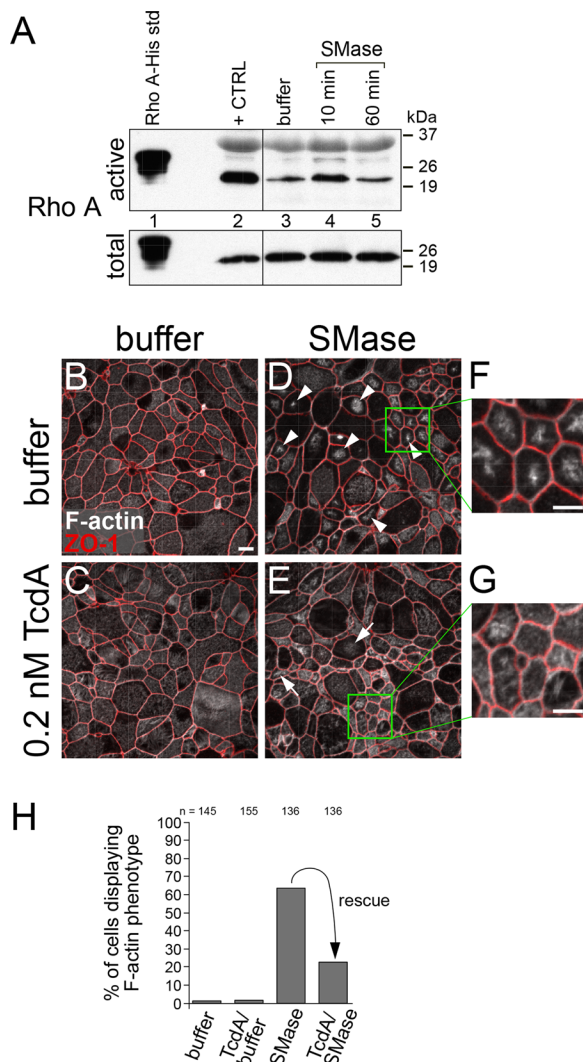 A
Rho A-His std
+ CTRL
buffer
SMase
10 min
60 min
kDa
Rho A
active
37
26
19
1 2 3 4 5
total
26
19
buffer
SMase
buffer
B
F-actin
ZO-1
D
F
0.2 nM TcdA
C
E
G
H
n = 145 155 136 136
% of cells displaying
F-actin phenotype
100
90
80
70
60
50
40
30
20
10
0
rescue
buffer
TcdA/
buffer
SMase
TcdA/
SMase